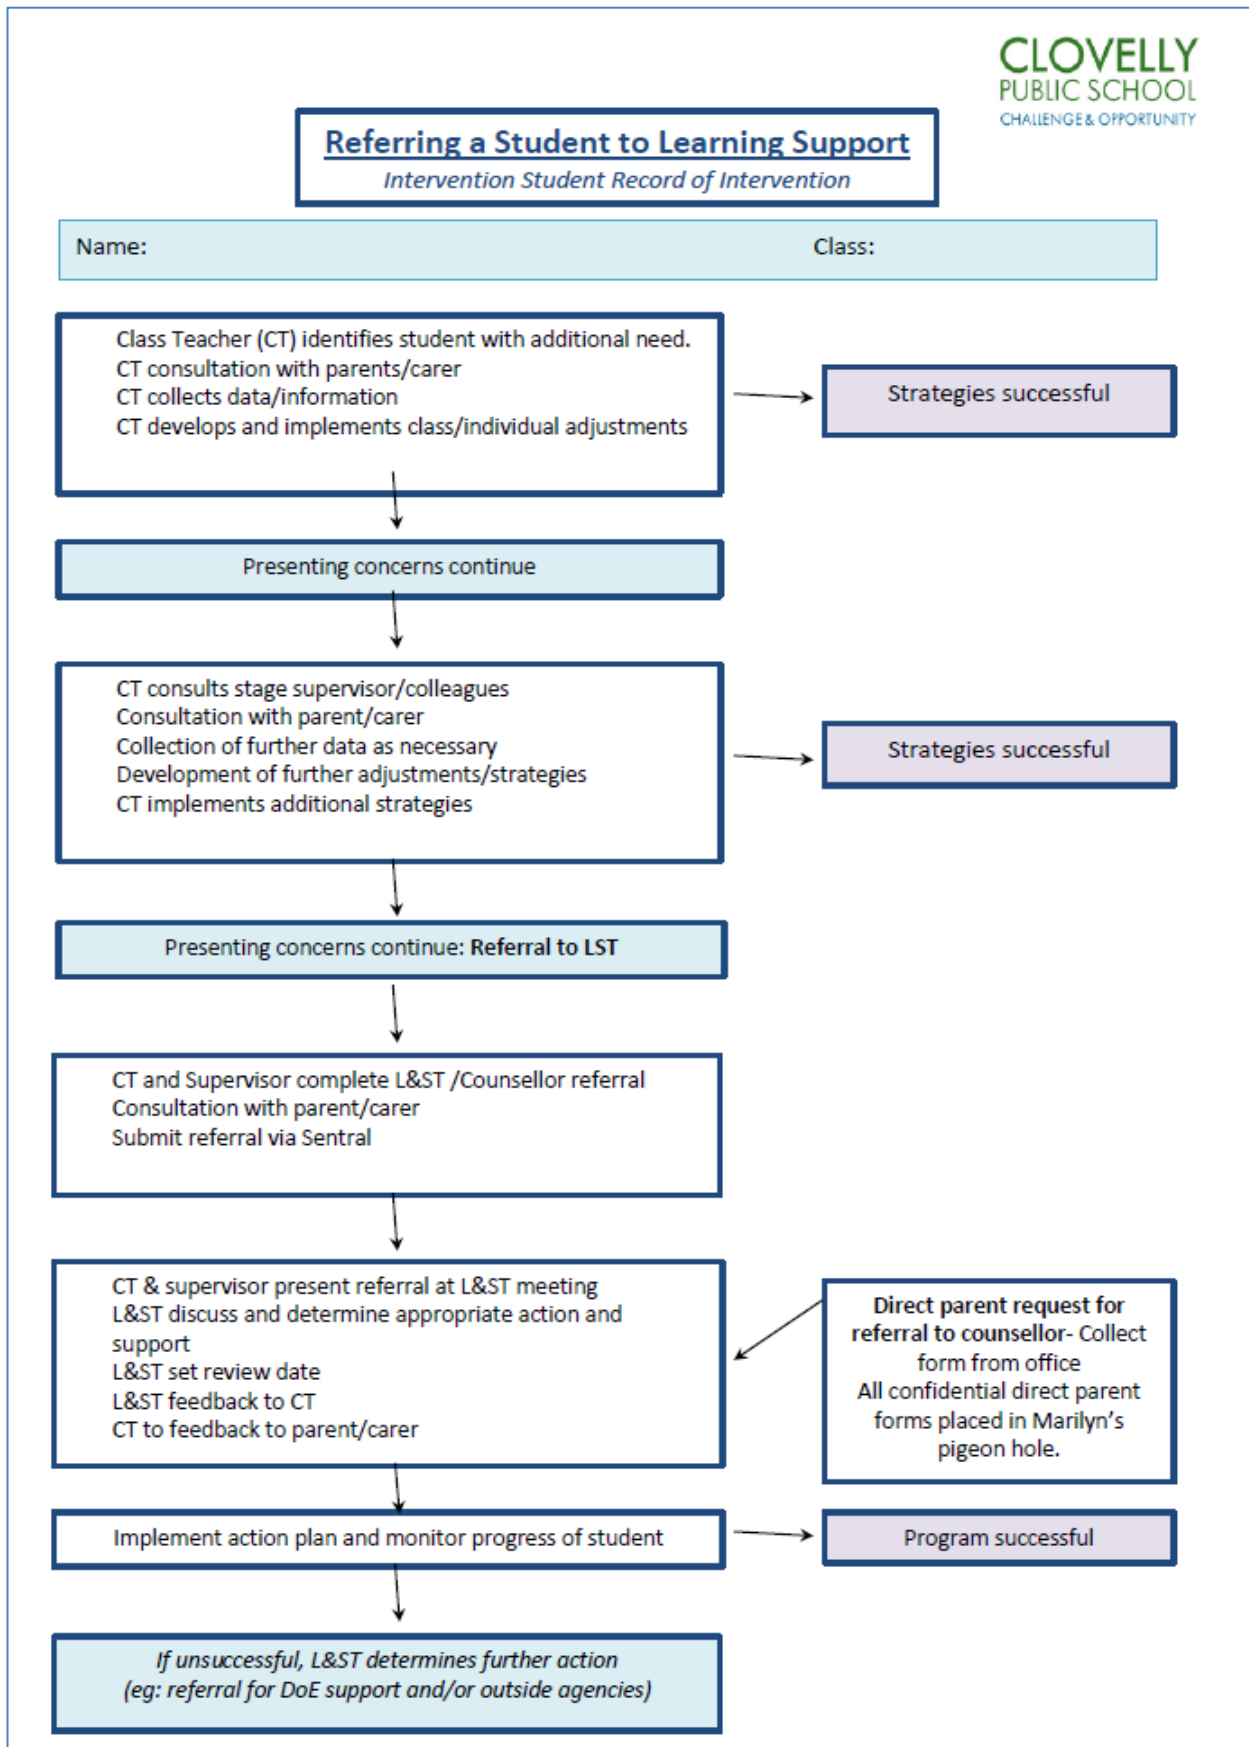 CLOVELLY
PUBLIC SCHOOL
CHALLENGE & OPPORTUNITY
Referring a Student to Learning Support
Intervention Student Record of Intervention
Name: Class:
Class Teacher (CT) identifies student with additional need.
CT consultation with parents/carer
CT collects data/information
CT develops and implements class/individual adjustments
Strategies successful
Presenting concerns continue
CT consults stage supervisor/colleagues
Consultation with parent/carer
Collection of further data as necessary
Development of further adjustments/strategies
CT implements additional strategies
Strategies successful
Presenting concerns continue: Referral to LST
CT and Supervisor complete L&ST /Counsellor referral
Consultation with parent/carer
Submit referral via Sentral
CT & supervisor present referral at L&ST meeting
L&ST discuss and determine appropriate action and
support
L&ST set review date
L&ST feedback to CT
CT to feedback to parent/carer
Direct parent request for
referral to counsellor- Collect
form from office
All confidential direct parent
forms placed in Marilyn's
pigeon hole.
Implement action plan and monitor progress of student
Program successful
If unsuccessful, L&ST determines further action
(eg: referral for DoE support and/or outside agencies)